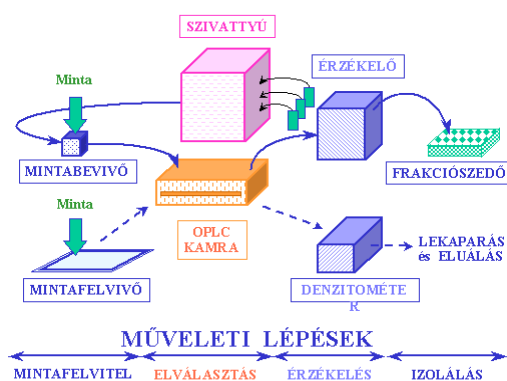 SZIVATTYÚ
Minta
ÉRZÉKELŐ
MINTABEVIVŐ
FRAKCIÓSZEDŐ
Minta
OPLC
KAMRA
LEKAPARÁS
és ELUÁLÁS
MINTAFELVIVŐ
DENZITOMÉTE
R
MŰVELETI LÉPÉSEK
MINTAFELVITEL
ELVÁLASZTÁS
ÉRZÉKELÉS
IZOLÁLÁS